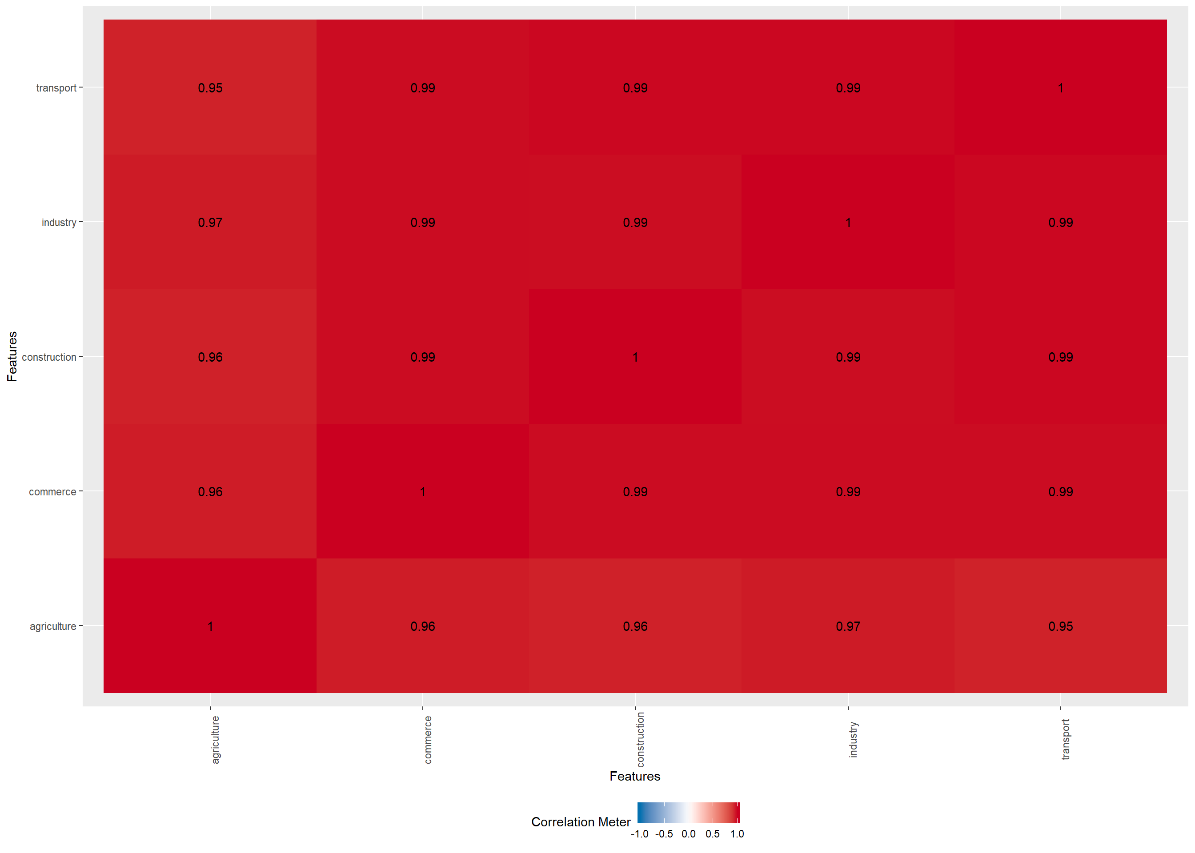 transport
0.95 0.99 0.99 0.99 1
industry
0.97 0.99 0.99 1 0.99
Features
construction
0.96 0.99 1 0.99 0.99
commerce
0.96 1 0.99 0.99 0.99
agriculture
1 0.96 0.96 0.97 0.95
agriculture
commerce
construction
industry
transport
Features
Correlation Meter
-1.0 -0.5 0.0 0.5 1.0